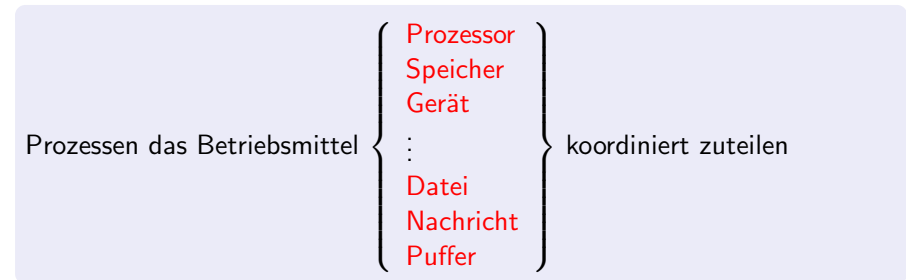 Prozessor
Speicher
Gerät
Prozessen das Betriebsmittel { ⋮ } koordiniert zuteilen
Datei
Nachricht
Puffer